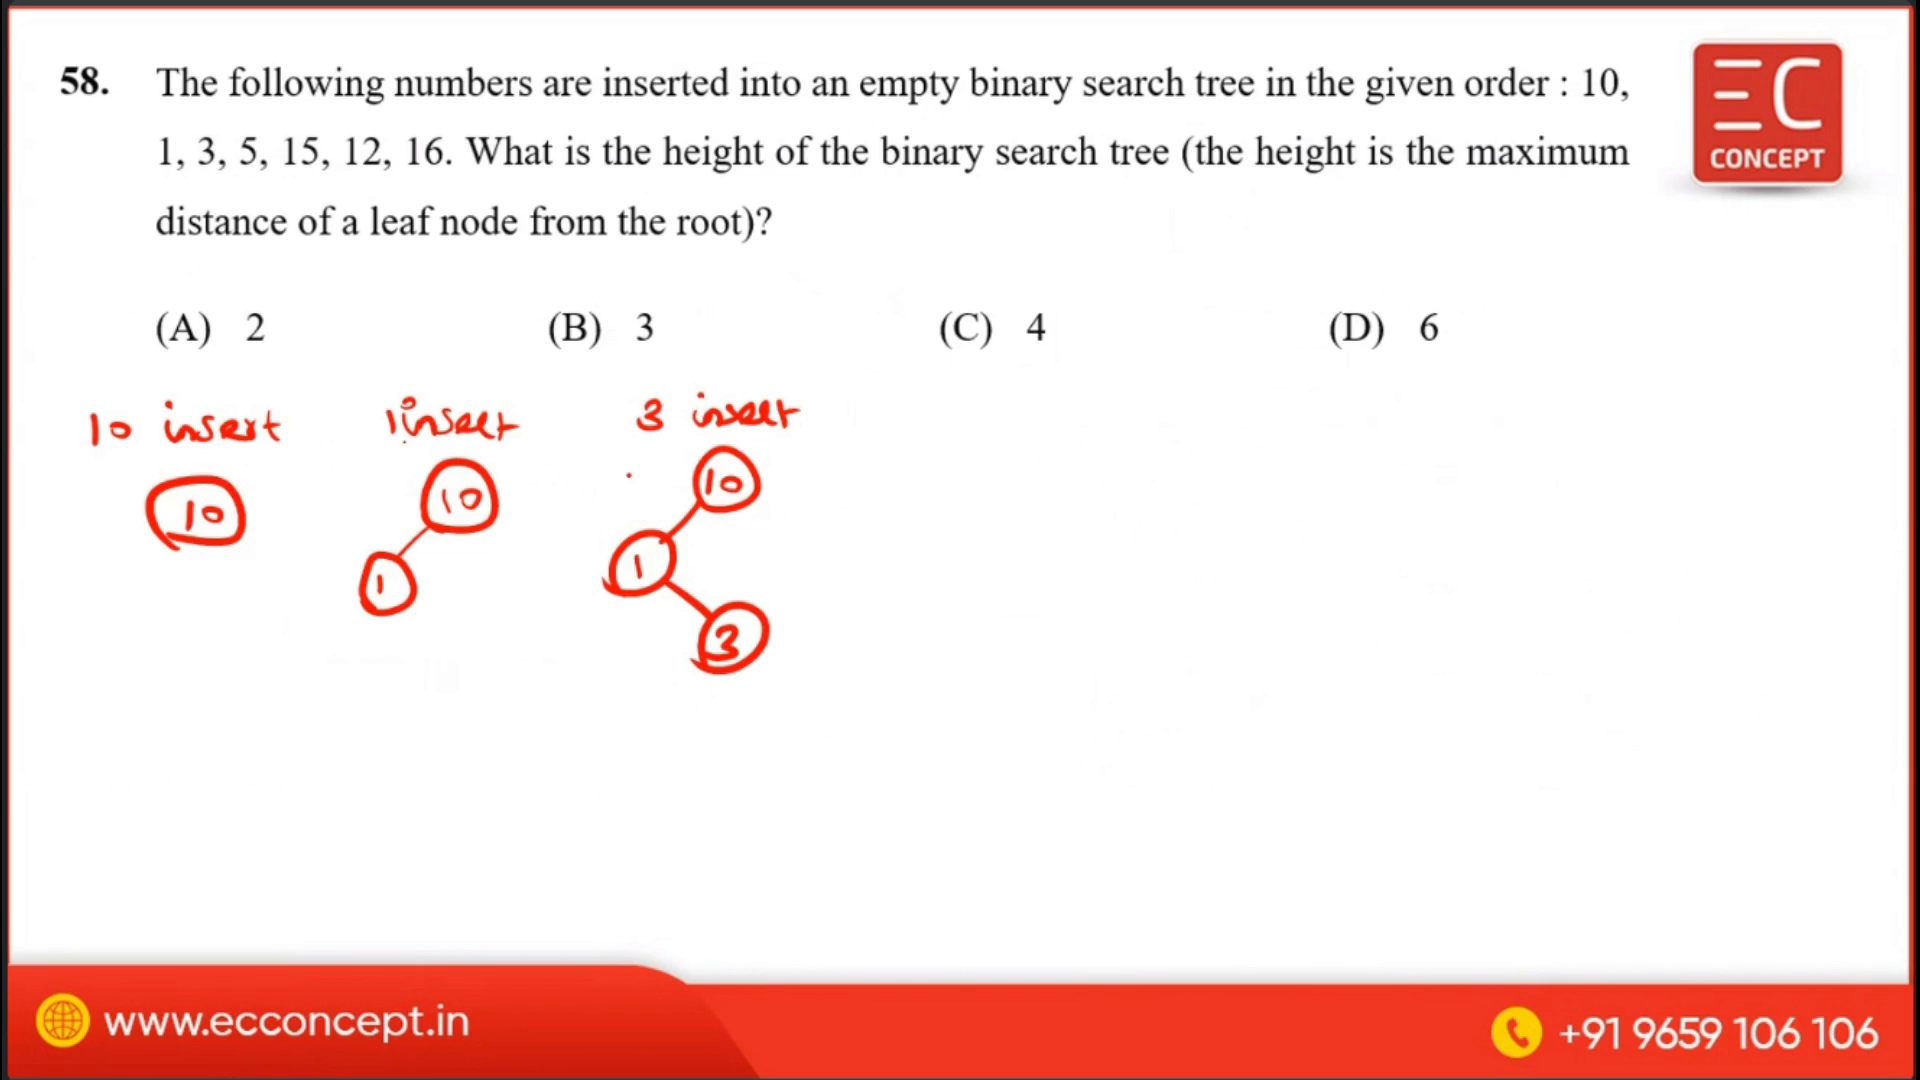 58. The following numbers are inserted into an empty binary search tree in the given order : 10,
1, 3, 5, 15, 12, 16. What is the height of the binary search tree (the height is the maximum
distance of a leaf node from the root)?
EC
CONCEPT
(A) 2 (B) 3 (C) 4 (D) 6
10 insert 1 insert 3 insert
10 10 10
1 1
3
www.ecconcept.in
+91 9659 106 106